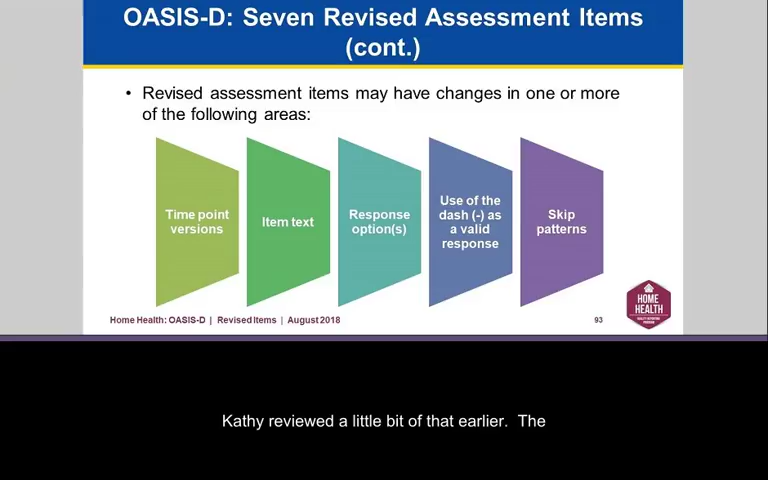 OASIS-D: Seven Revised Assessment Items
(cont.)
• Revised assessment items may have changes in one or more
of the following areas:
Time point
versions
Item text
Response
option(s)
Use of the
dash (-) as
a valid
response
Skip
patterns
Home Health: OASIS-D | Revised Items | August 2018
93
HOME
HEALTH
Kathy reviewed a little bit of that earlier. The